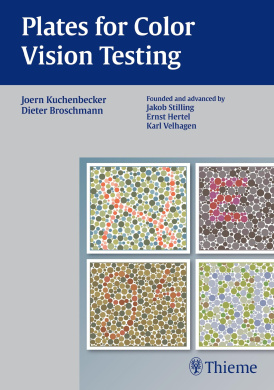 Plates for Color
Vision Testing
Joern Kuchenbecker
Dieter Broschmann
Founded and advanced by
Jakob Stilling
Ernst Hertel
Karl Velhagen
Thieme